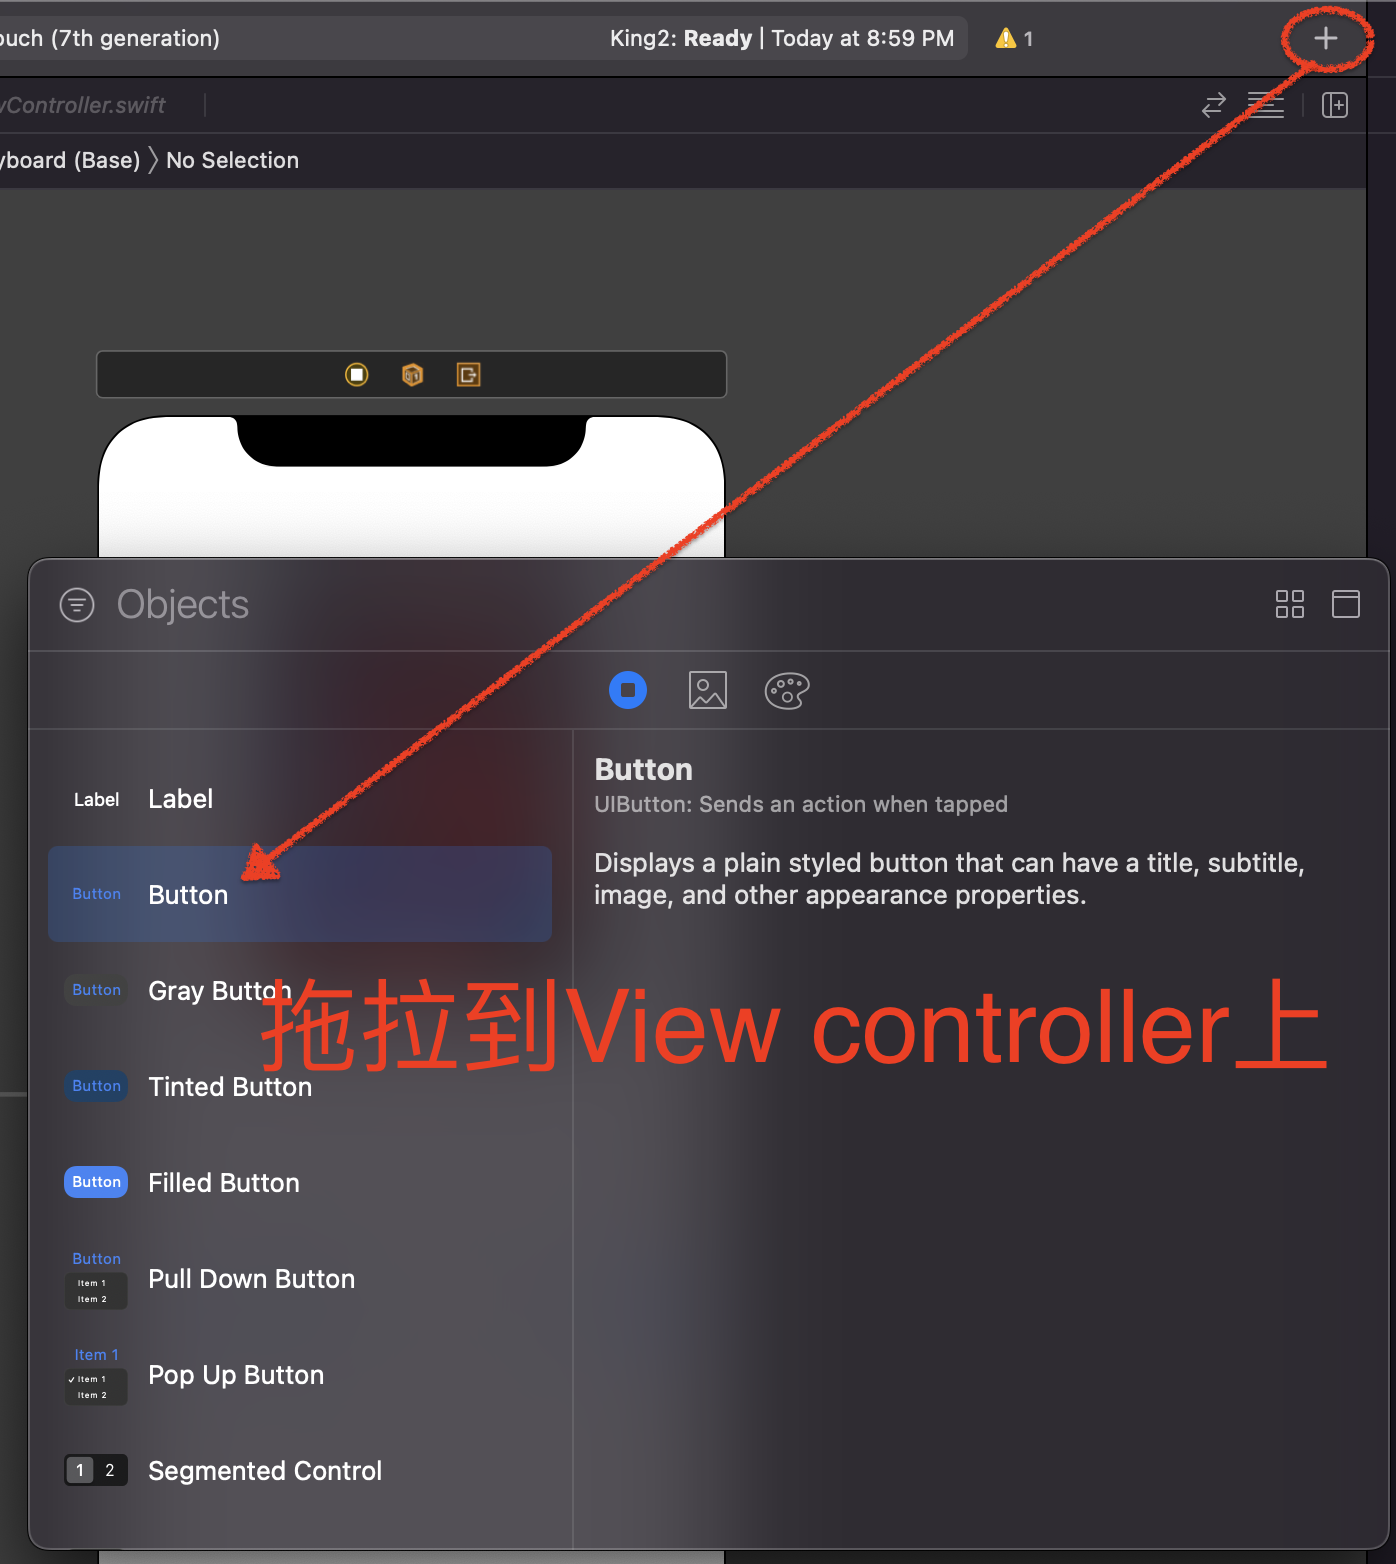 ouch (7th generation)
King2: Ready | Today at 8:59 PM
1
vController.swift
yboard (Base) 〉 No Selection
Objects
Label Label
Button Button
Button Gray Button
Button Tinted Button
Button Filled Button
Button
Item 1
Item 2
Pull Down Button
Item 1
✓ Item 1
Item 2
Pop Up Button
1 2 Segmented Control
Button
UIButton: Sends an action when tapped
Displays a plain styled button that can have a title, subtitle,
image, and other appearance properties.
拖拉到View controller上